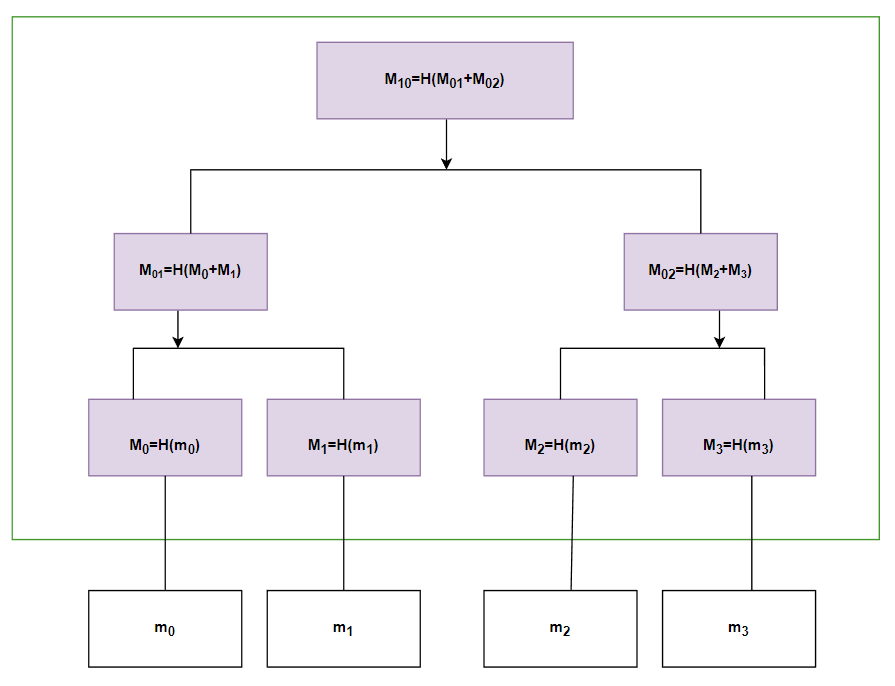 M₁₀=H(M₀₁+M₀₂)
M₀₁=H(M₀+M₁)
M₀₂=H(M₂+M₃)
M₀=H(m₀)
M₁=H(m₁)
M₂=H(m₂)
M₃=H(m₃)
m₀
m₁
m₂
m₃